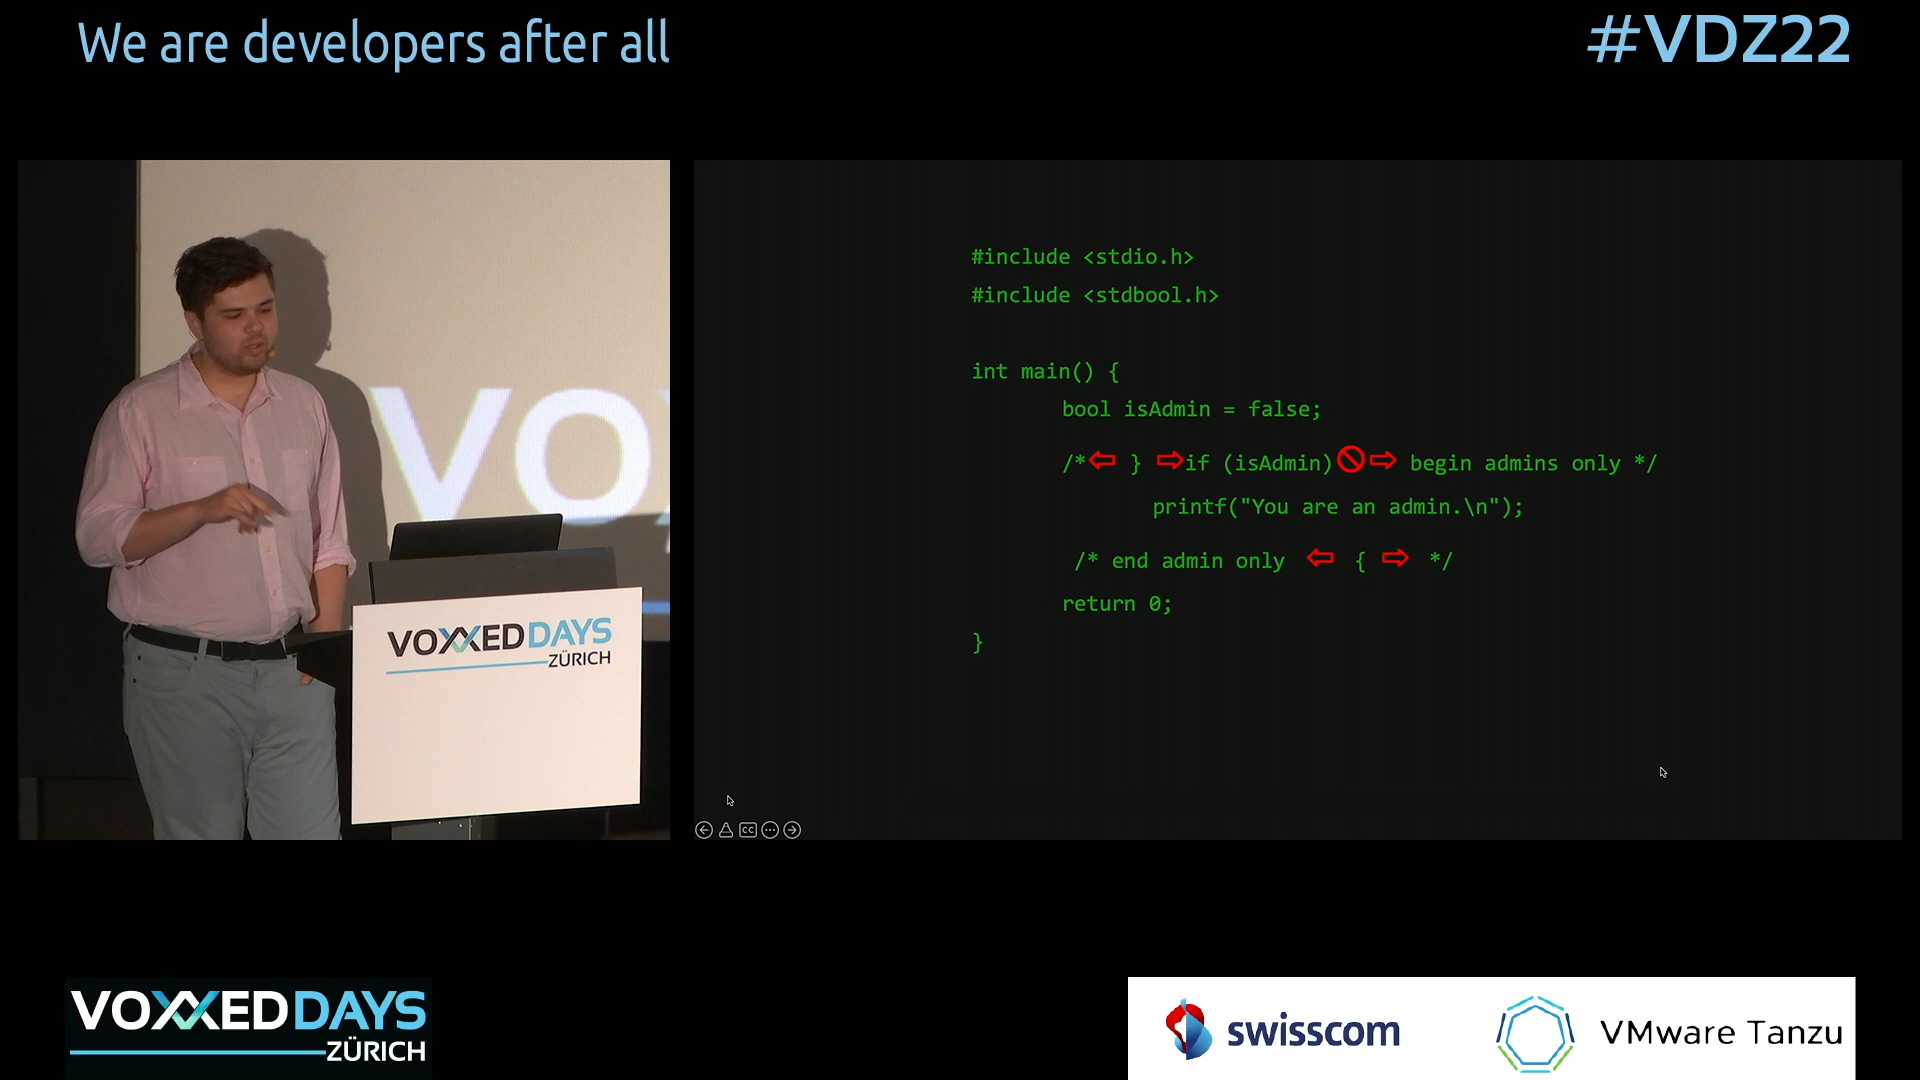 We are developers after all
#VDZ22
VO
#include <stdio.h>
#include <stdbool.h>
int main() {
bool isAdmin = false;
/*⇦ } ⇨if (isAdmin)🚫⇨ begin admins only */
printf("You are an admin.\n");
/* end admin only ⇦ { ⇨ */
return 0;
}
VOXXED DAYS
ZÜRICH
cc
VOXXED DAYS
ZÜRICH
swisscom
VMware Tanzu